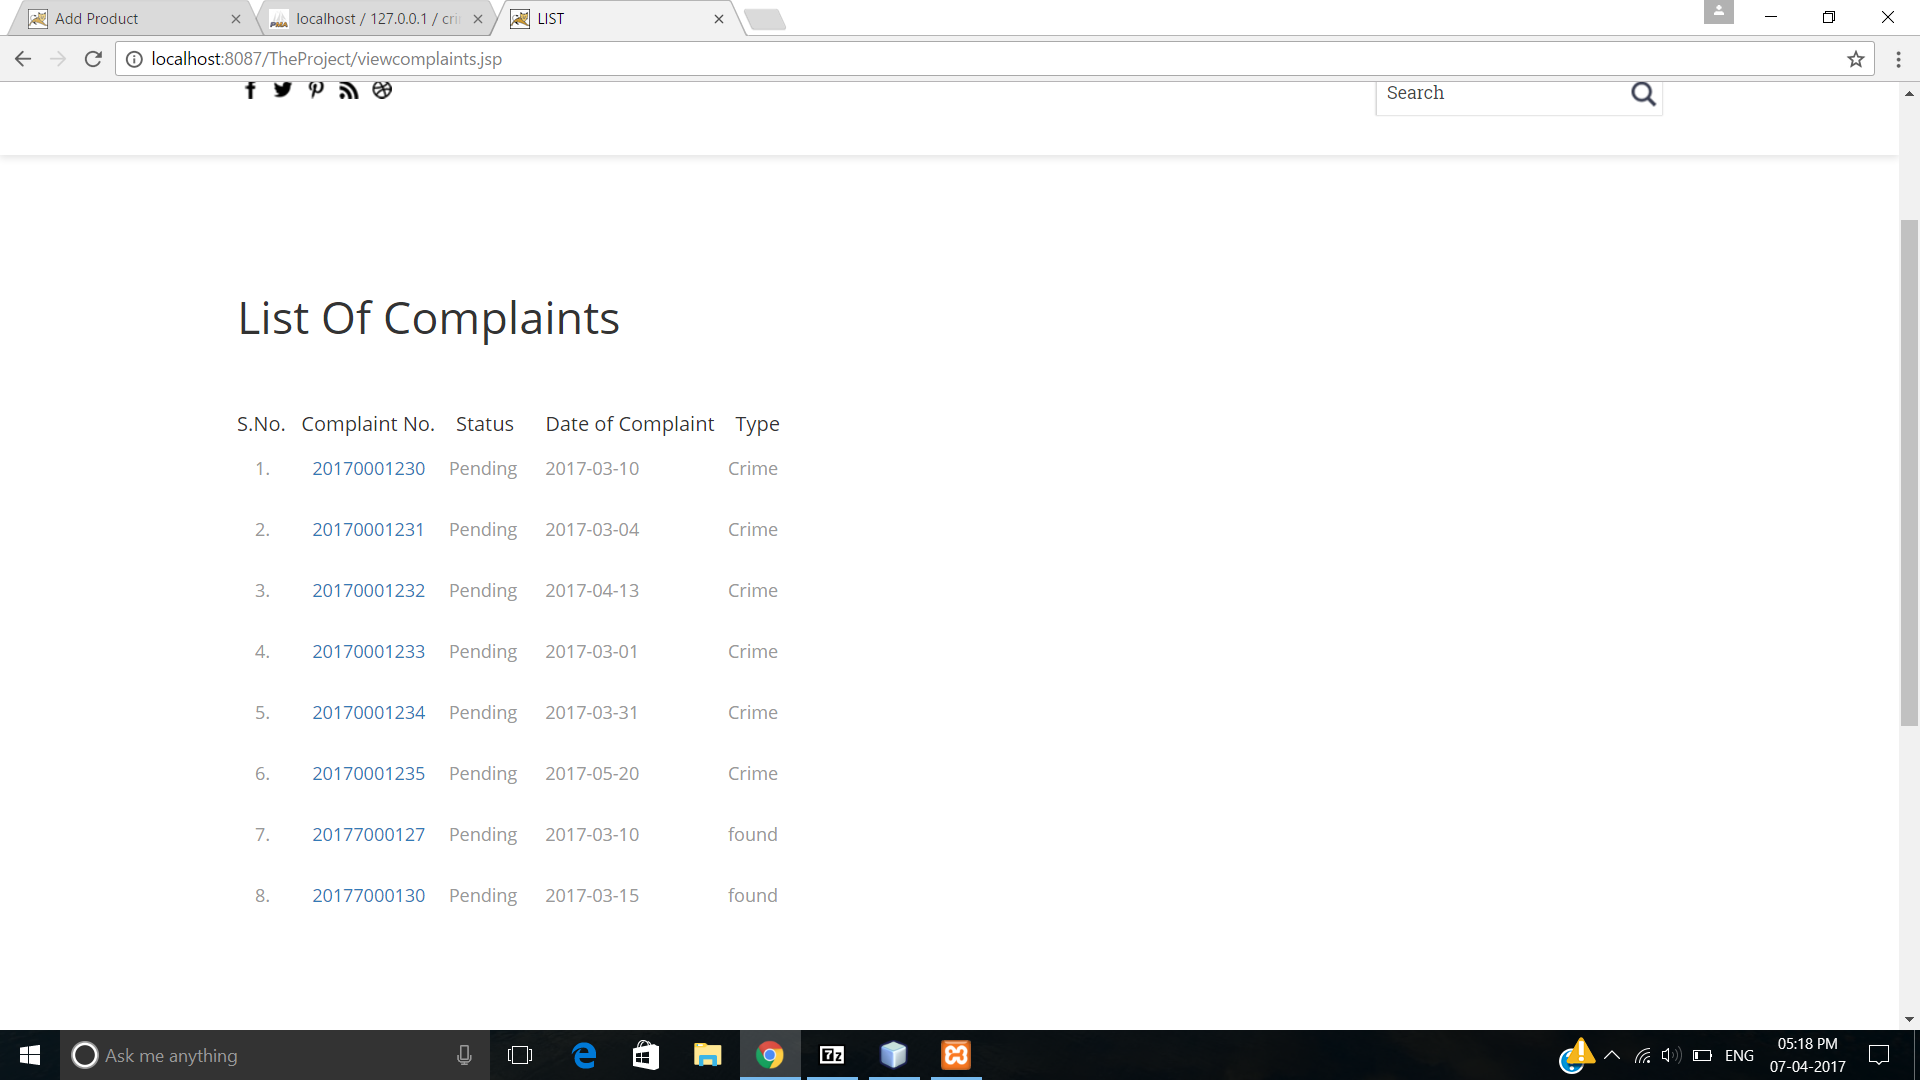 Add Product
localhost / 127.0.0.1 / cri
LIST
localhost:8087/TheProject/viewcomplaints.jsp
Search
List Of Complaints
S.No. Complaint No. Status Date of Complaint Type
1. 20170001230 Pending 2017-03-10 Crime
2. 20170001231 Pending 2017-03-04 Crime
3. 20170001232 Pending 2017-04-13 Crime
4. 20170001233 Pending 2017-03-01 Crime
5. 20170001234 Pending 2017-03-31 Crime
6. 20170001235 Pending 2017-05-20 Crime
7. 20177000127 Pending 2017-03-10 found
8. 20177000130 Pending 2017-03-15 found
Ask me anything
7z
ENG
05:18 PM
07-04-2017